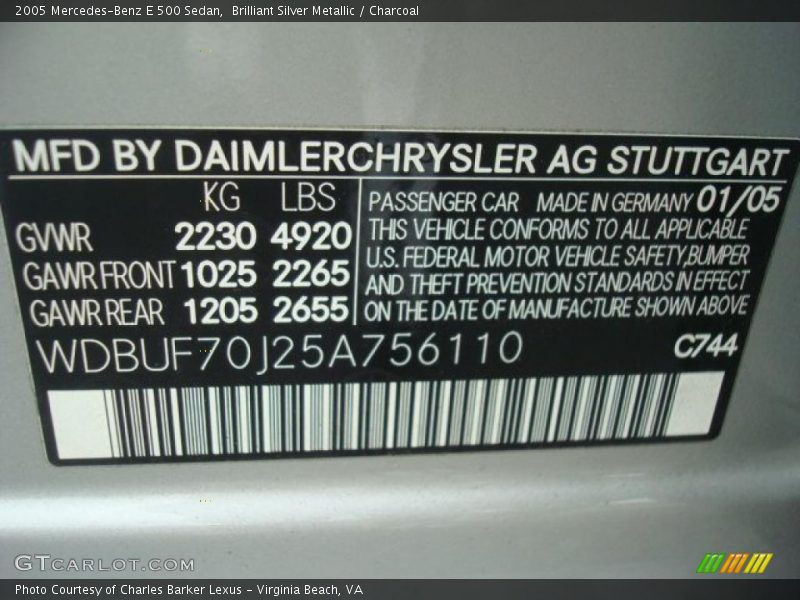 2005 Mercedes-Benz E 500 Sedan,  Brilliant Silver Metallic / Charcoal
MFD BY DAIMLERCHRYSLER AG STUTTGART
KG LBS
GVWR 2230 4920
GAWR FRONT 1025 2265
GAWR REAR 1205 2655
PASSENGER CAR MADE IN GERMANY 01/05
THIS VEHICLE CONFORMS TO ALL APPLICABLE
U.S. FEDERAL MOTOR VEHICLE SAFETY,BUMPER
AND THEFT PREVENTION STANDARDS IN EFFECT
ON THE DATE OF MANUFACTURE SHOWN ABOVE
WDBUF70J25A756110
C744
GTCARLOT.COM
Photo Courtesy of Charles Barker Lexus - Virginia Beach, VA